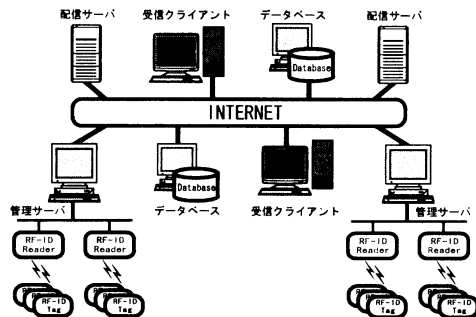 配信サーバ 受信クライアント データベース 配信サーバ
Database
INTERNET
Database
管理サーバ データベース 受信クライアント 管理サーバ
RF-ID RF-ID RF-ID RF-ID
Reader Reader Reader Reader
RF-ID RF-ID RF-ID RF-ID
Tag Tag Tag Tag